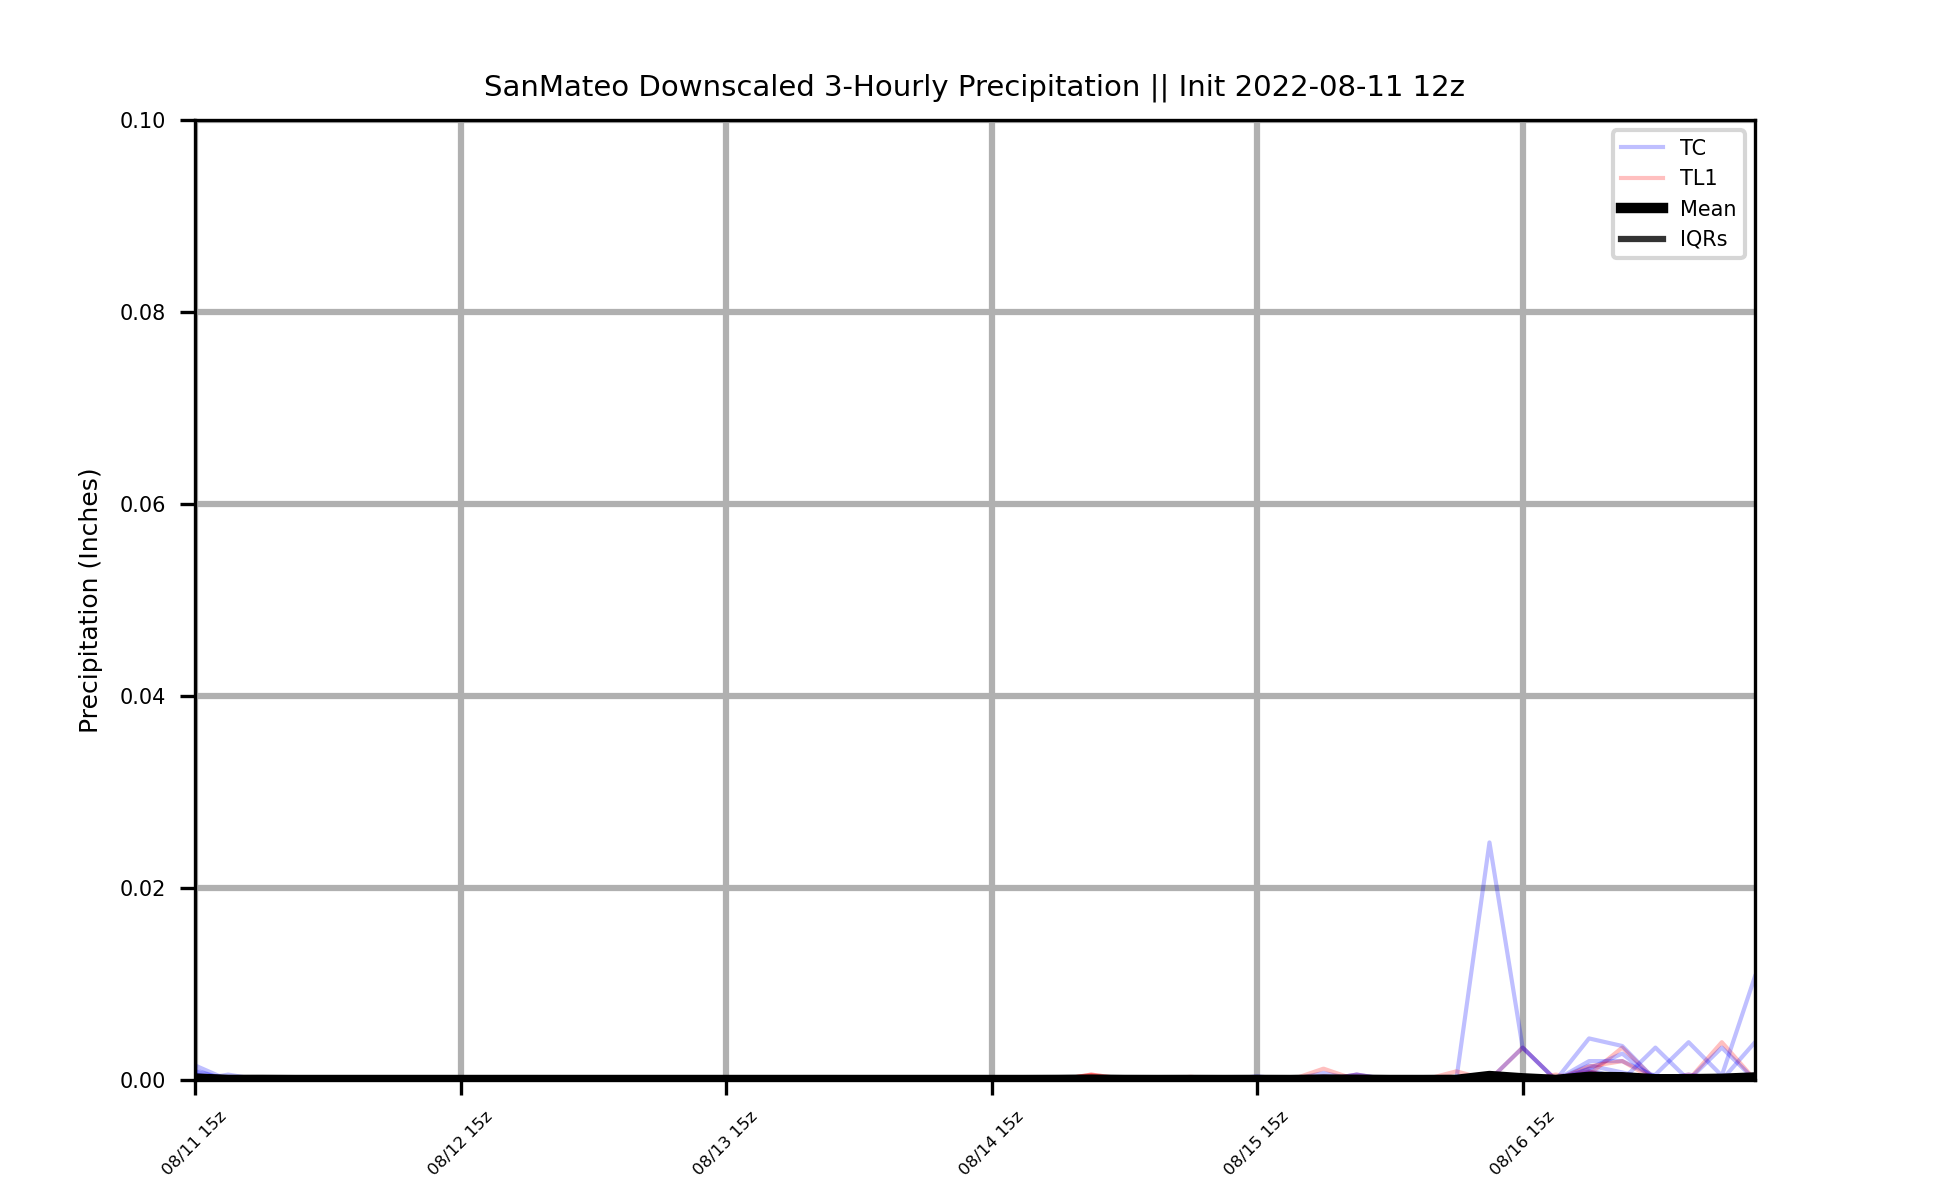 SanMateo Downscaled 3-Hourly Precipitation || Init 2022-08-11 12z
TC
TL1
Mean
IQRs
Precipitation (Inches)
0.10
0.08
0.06
0.04
0.02
0.00
08/11 15z
08/12 15z
08/13 15z
08/14 15z
08/15 15z
08/16 15z